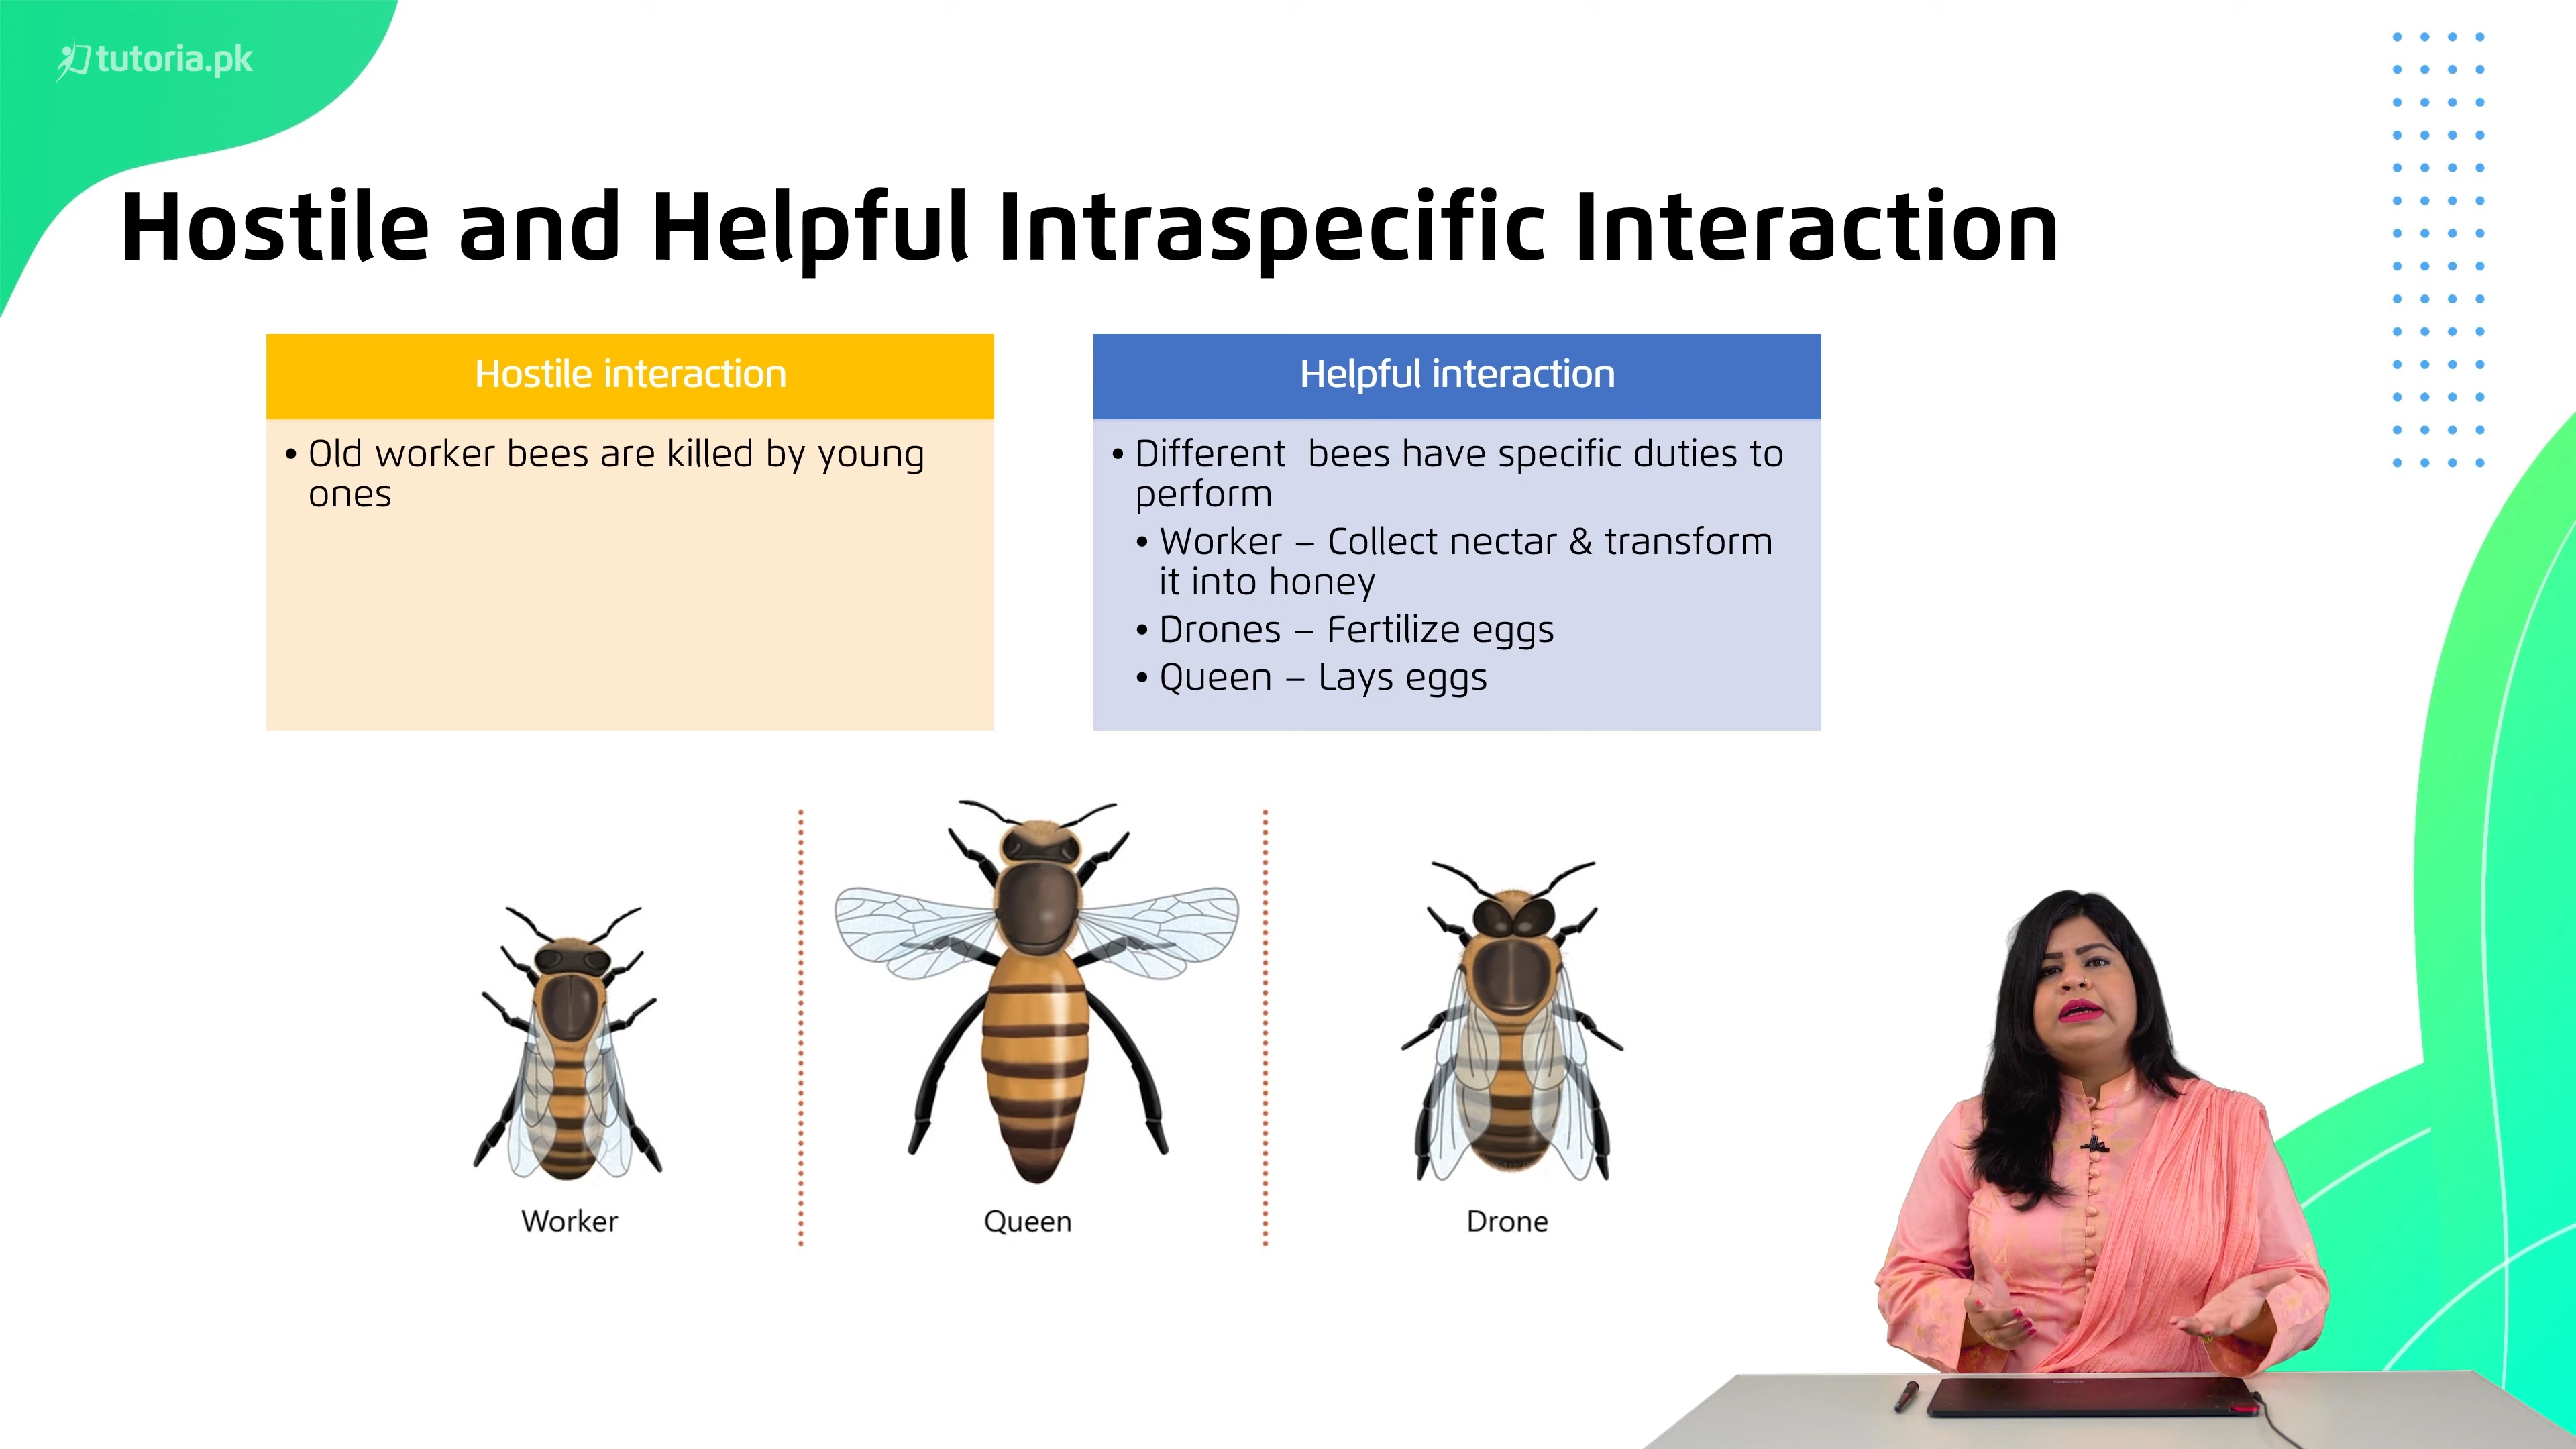 tutoria.pk
Hostile and Helpful Intraspecific Interaction
Hostile interaction
• Old worker bees are killed by young
ones
Helpful interaction
• Different bees have specific duties to
perform
• Worker – Collect nectar & transform
it into honey
• Drones – Fertilize eggs
• Queen – Lays eggs
Worker
Queen
Drone